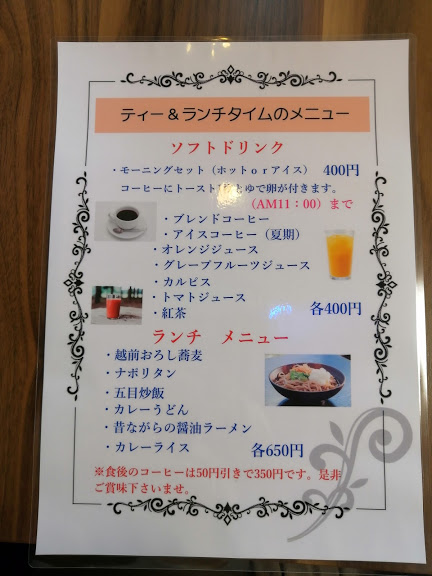 ティー＆ランチタイムのメニュー
ソフトドリンク
・モーニングセット（ホットｏｒアイス） 400円
コーヒーにトースト とゆで卵が付きます。
（AM11：00）まで
・ブレンドコーヒー
・アイスコーヒー（夏期）
・オレンジジュース
・グレープフルーツジュース
・カルピス
・トマトジュース
・紅茶 各400円
ランチ メニュー
・越前おろし蕎麦
・ナポリタン
・五目炒飯
・カレーうどん
・昔ながらの醤油ラーメン
・カレーライス 各650円
※食後のコーヒーは50円引きで350円です。是非
ご賞味下さいませ。